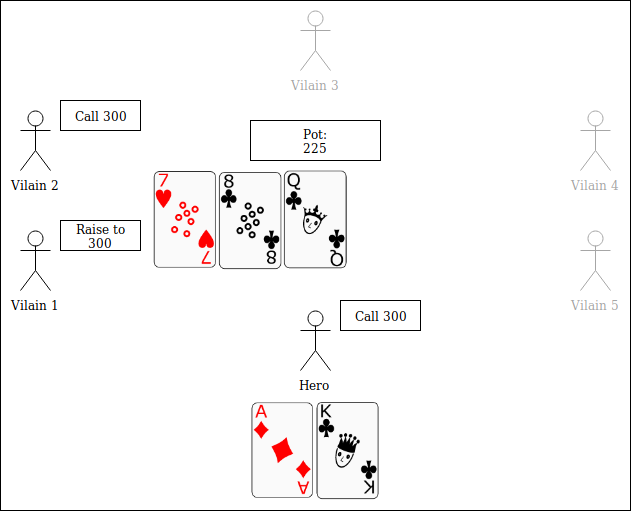 Vilain 3
Call 300
Pot:
225
Vilain 2
Vilain 4
7
8
Q
7
8
Q
Raise to
300
Vilain 1
Vilain 5
Call 300
Hero
A
K
A
K